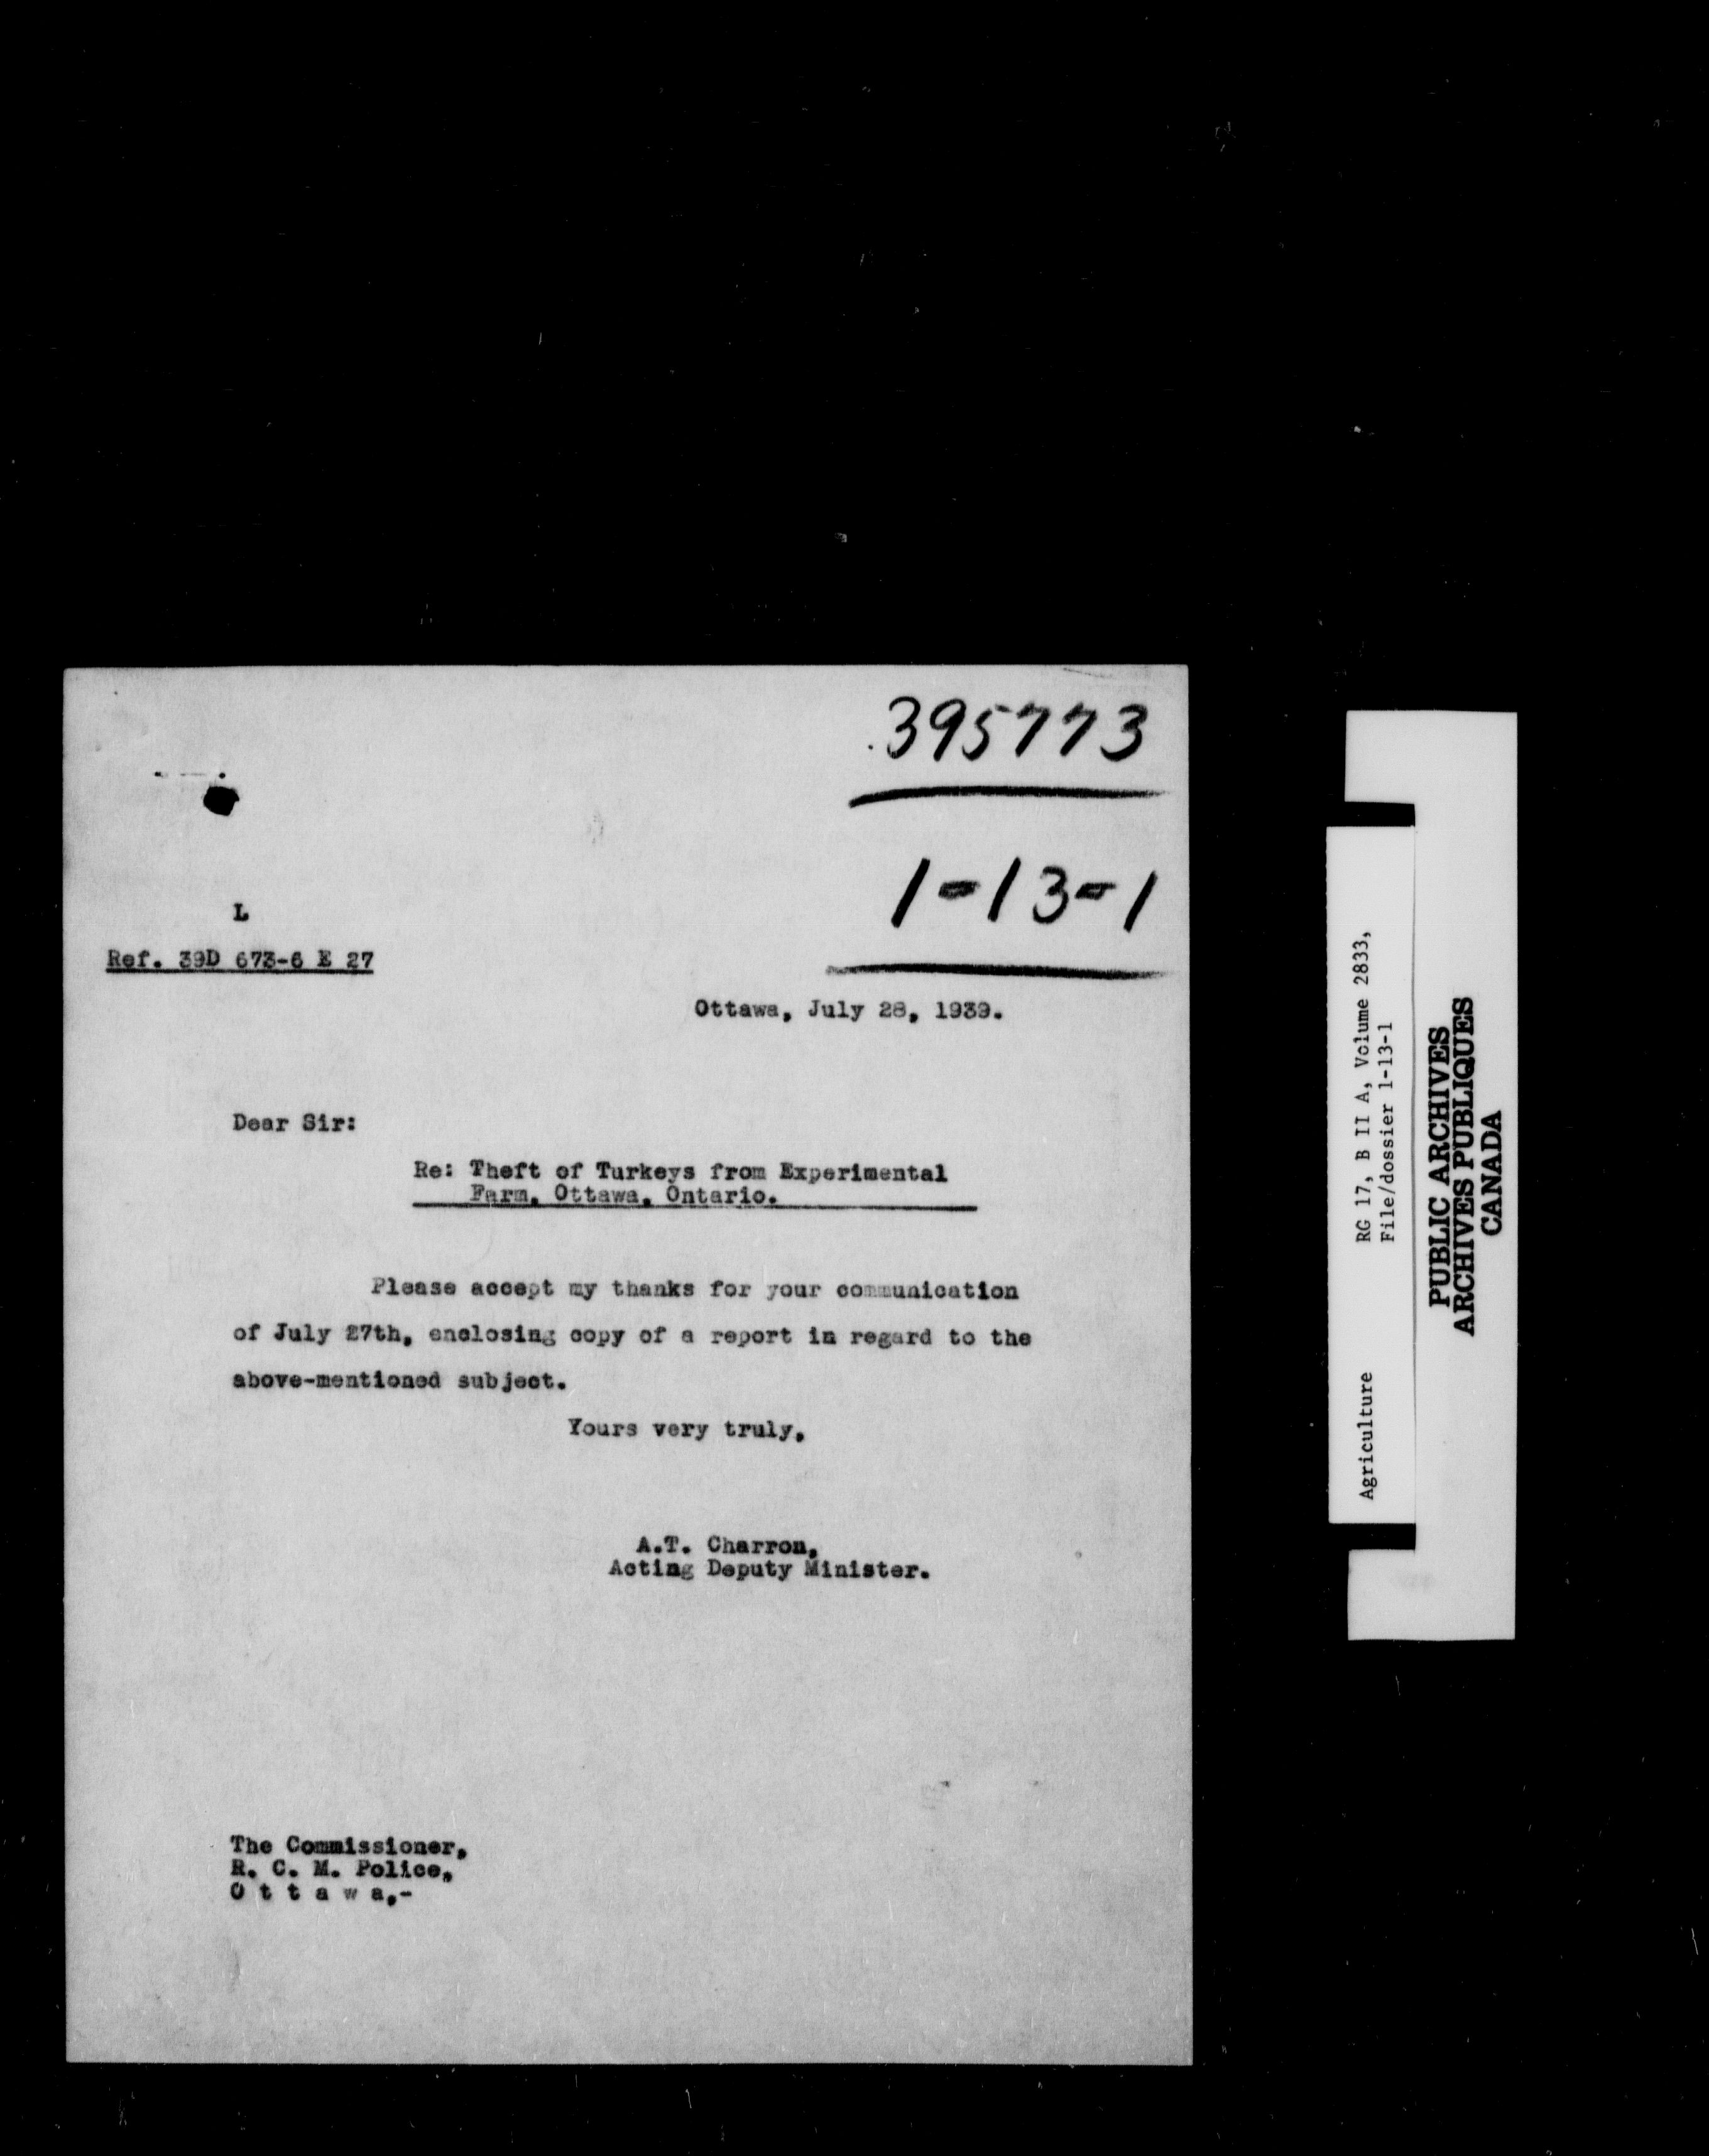 395773
1-13-1
L
Ref. 39D 673-6 E 27
Ottawa, July 28, 1939.
Dear Sir:
Re: Theft of Turkeys from Experimental
Farm, Ottawa, Ontario.
Please accept my thanks for your communication
of July 27th, enclosing copy of a report in regard to the
above-mentioned subject.
Yours very truly,
A.T. Charron,
Acting Deputy Minister.
The Commissioner,
R. C. M. Police,
O t t a w a,-
Agriculture RG 17, B II A, Volume 2833,
File/dossier 1-13-1
PUBLIC ARCHIVES
ARCHIVES PUBLIQUES
CANADA